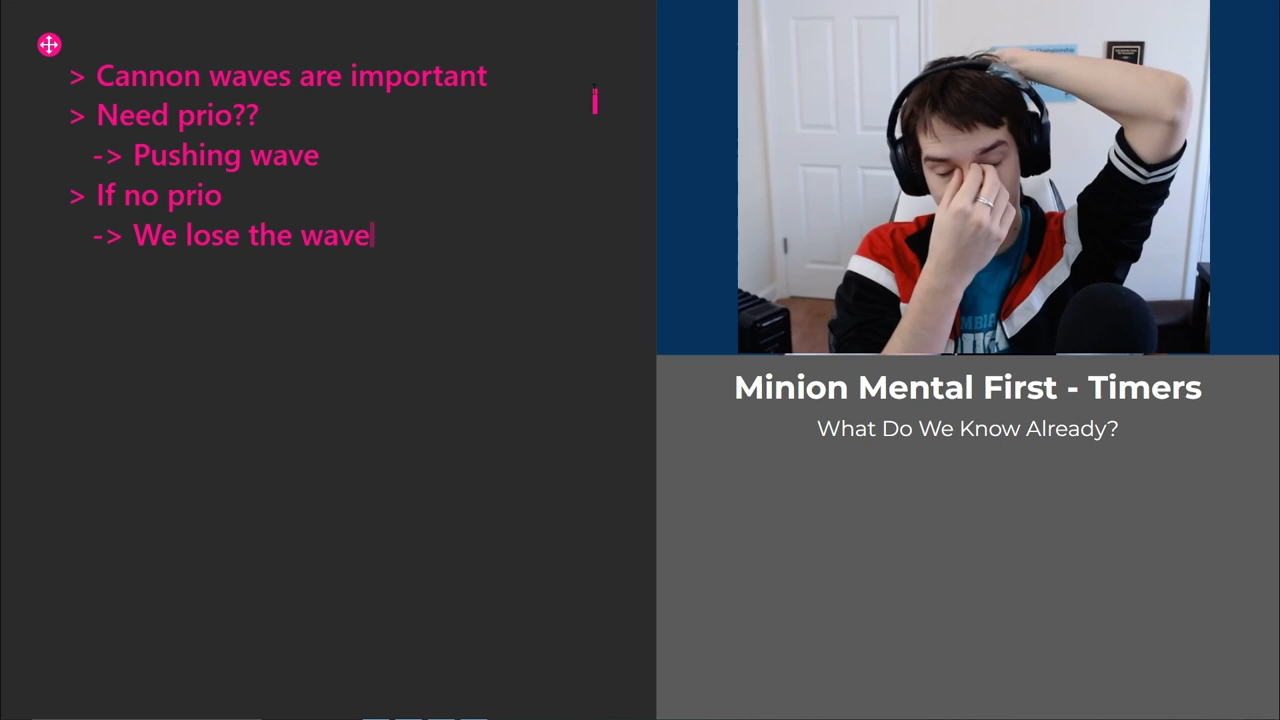 > Cannon waves are important
> Need prio??
-> Pushing wave
> If no prio
-> We lose the wave
i
Championship
Minion Mental First - Timers
What Do We Know Already?